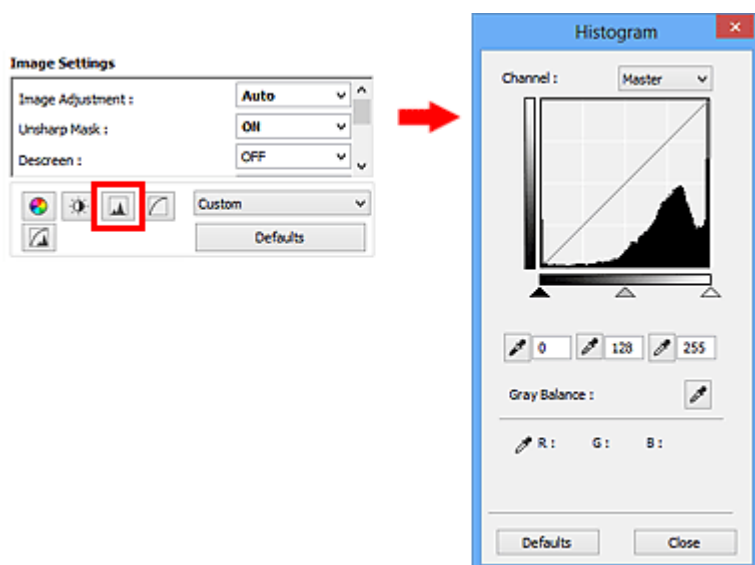 Image Settings
Image Adjustment :
Auto
Unsharp Mask :
ON
Descreen :
OFF
Custom
Defaults
Histogram
Channel :
Master
0
128
255
Gray Balance :
R :
G :
B :
Defaults
Close